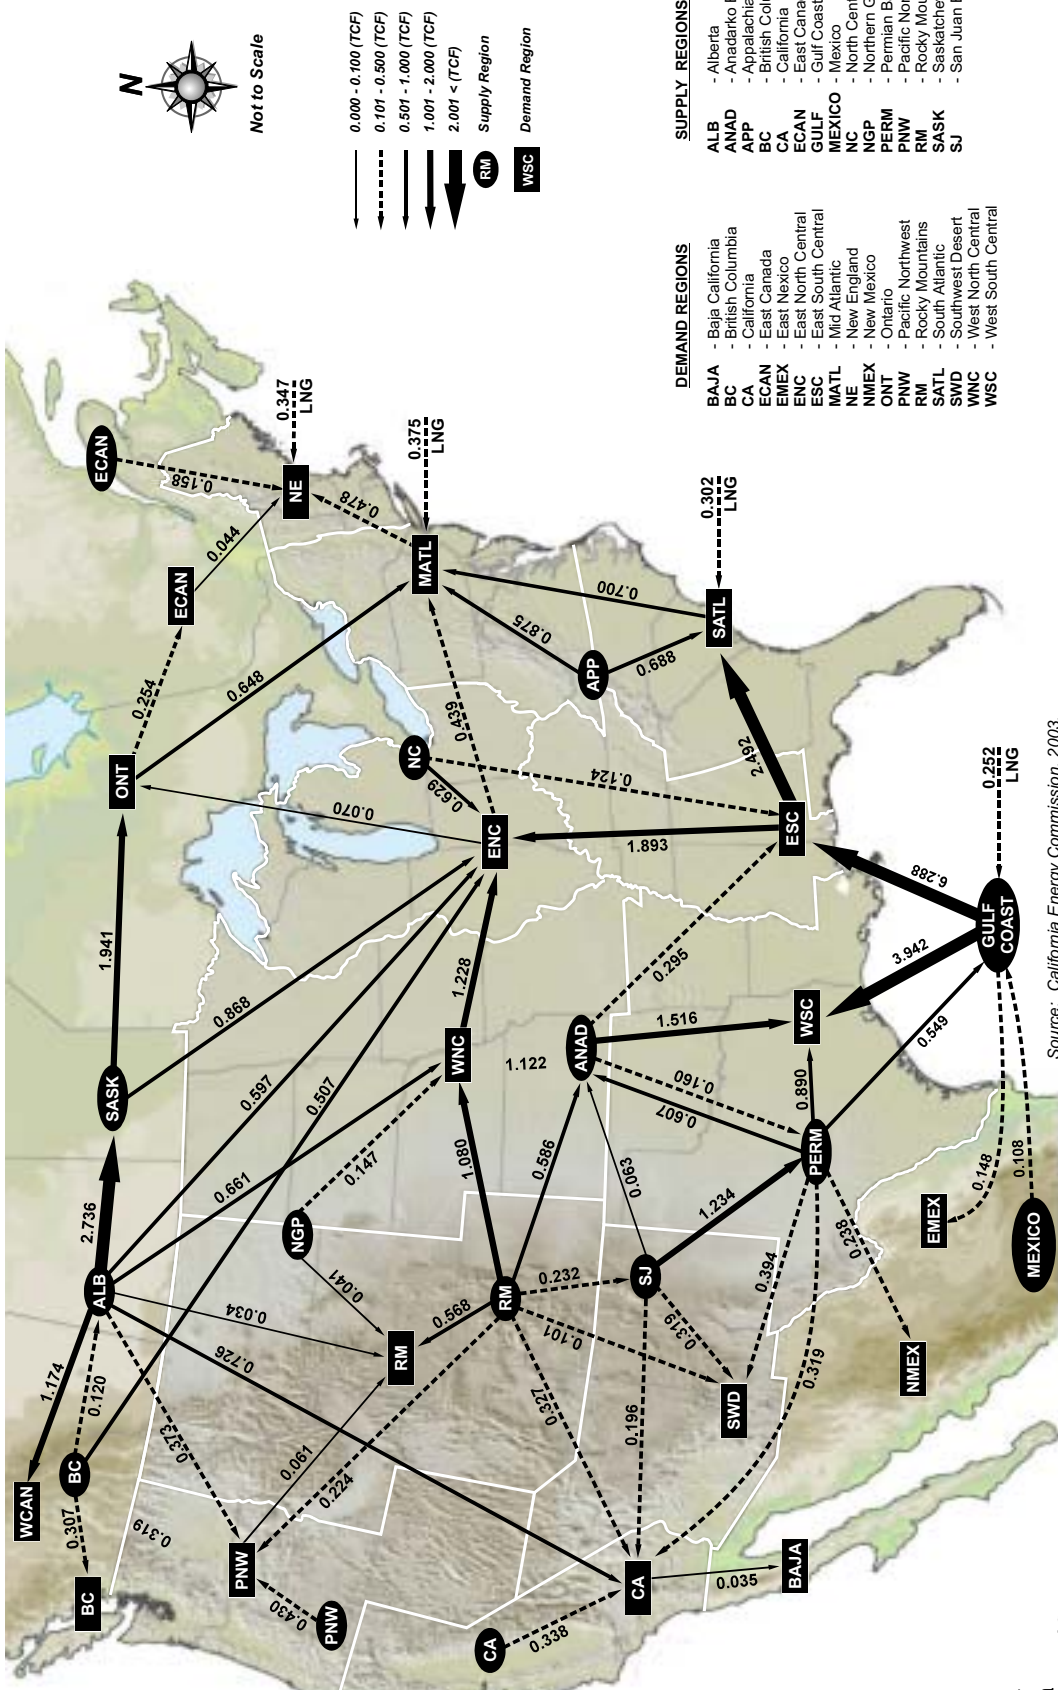 N
Not to Scale
0.000 - 0.100 (TCF)
0.101 - 0.500 (TCF)
0.501 - 1.000 (TCF)
1.001 - 2.000 (TCF)
2.001 < (TCF)
RM Supply Region
WSC Demand Region
DEMAND REGIONS
BAJA - Baja California
BC - British Columbia
CA - California
ECAN - East Canada
EMEX - East Nexico
ENC - East North Central
ESC - East South Central
MATL - Mid Atlantic
NE - New England
NMEX - New Mexico
ONT - Ontario
PNW - Pacific Northwest
RM - Rocky Mountains
SATL - South Atlantic
SWD - Southwest Desert
WNC - West North Central
WSC - West South Central
SUPPLY REGIONS
ALB - Alberta
ANAD - Anadarko
APP - Appalachia
BC - British
CA - California
ECAN - East
GULF - Gulf Coast
MEXICO - Mexico
NC - North
NGP - Northern
PERM - Permian
PNW - Pacific
RM - Rocky
SASK
SJ - San Juan
WCAN
1.174
BC
0.307
BC
0.120
ALB
2.736
SASK
1.941
ONT
0.254
ECAN
0.044
ECAN
0.158
NE
0.347
LNG
0.478
MATL
0.375
LNG
0.648
0.070
0.868
0.597
0.507
0.661
0.034
0.726
0.373
0.319
PNW
0.430
PNW
0.061
0.224
RM
0.041
NGP
0.147
WNC
1.228
ENC
0.439
NC
0.629
0.124
0.875
APP
0.688
0.700
SATL
0.302
LNG
2.492
ESC
1.893
0.295
1.122
ANAD
1.516
0.160
0.607
0.586
0.063
1.080
RM
0.568
0.232
0.101
0.327
SJ
0.319
0.196
1.234
SWD
0.394
0.319
PERM
0.890
WSC
3.942
6.288
GULF
COAST
0.252
LNG
0.549
0.148
0.108
EMEX
MEXICO
0.238
NMEX
CA
0.338
CA
0.035
BAJA
Source: California Energy Commission, 2003